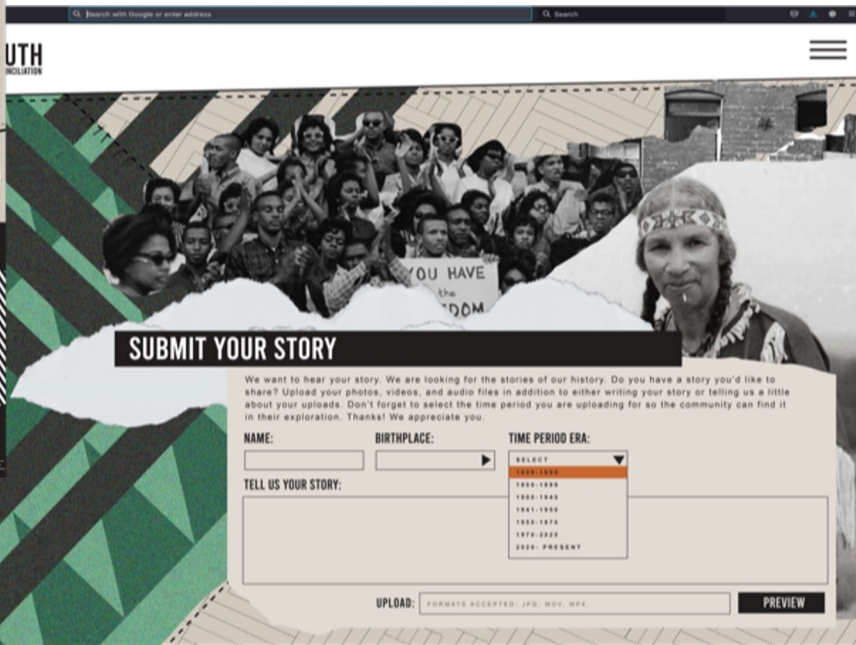 Search with Google or enter address
Search
UTH
NCILIATION
YOU HAVE
the
EDOM
SUBMIT YOUR STORY
We want to hear your story. We are looking for the stories of our history. Do you have a story you'd like to
share? Upload your photos, videos, and audio files in addition to either writing your story or telling us a little
about your uploads. Don't forget to select the time period you are uploading for so the community can find it
in their exploration. Thanks! We appreciate you.
NAME: BIRTHPLACE: TIME PERIOD ERA:
SELECT
1800-1899
1900-1940
1941-1950
1950-1970
1970-2020
2020- PRESENT
TELL US YOUR STORY:
UPLOAD: FORMATS ACCEPTED: JPG, MOV, MP4. PREVIEW